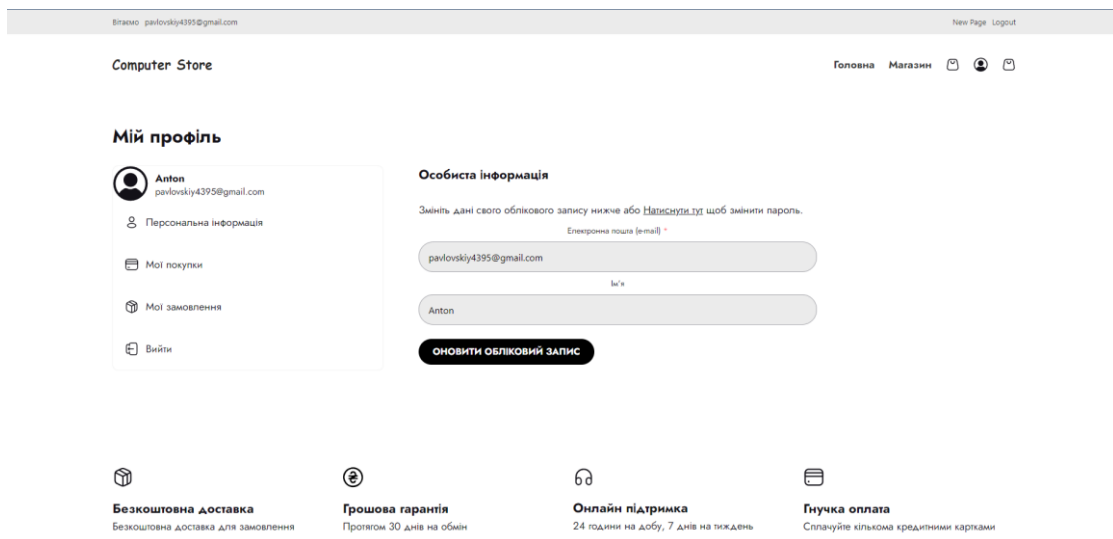 Вітаємо pavlovskiy4395@gmail.com
New Page Logout
Computer Store
Головна Магазин
Мій профіль
Anton
pavlovskiy4395@gmail.com
Персональна інформація
Мої покупки
Мої замовлення
Вийти
Особиста інформація
Змініть дані свого облікового запису нижче або Натиснути тут щоб змінити пароль.
Електронна пошта (e-mail) *
pavlovskiy4395@gmail.com
Ім'я
Anton
ОНОВИТИ ОБЛІКОВИЙ ЗАПИС
Безкоштовна доставка
Безкоштовна доставка для замовлення
Грошова гарантія
Протягом 30 днів на обмін
Онлайн підтримка
24 години на добу, 7 днів на тиждень
Гнучка оплата
Сплачуйте кількома кредитними картками